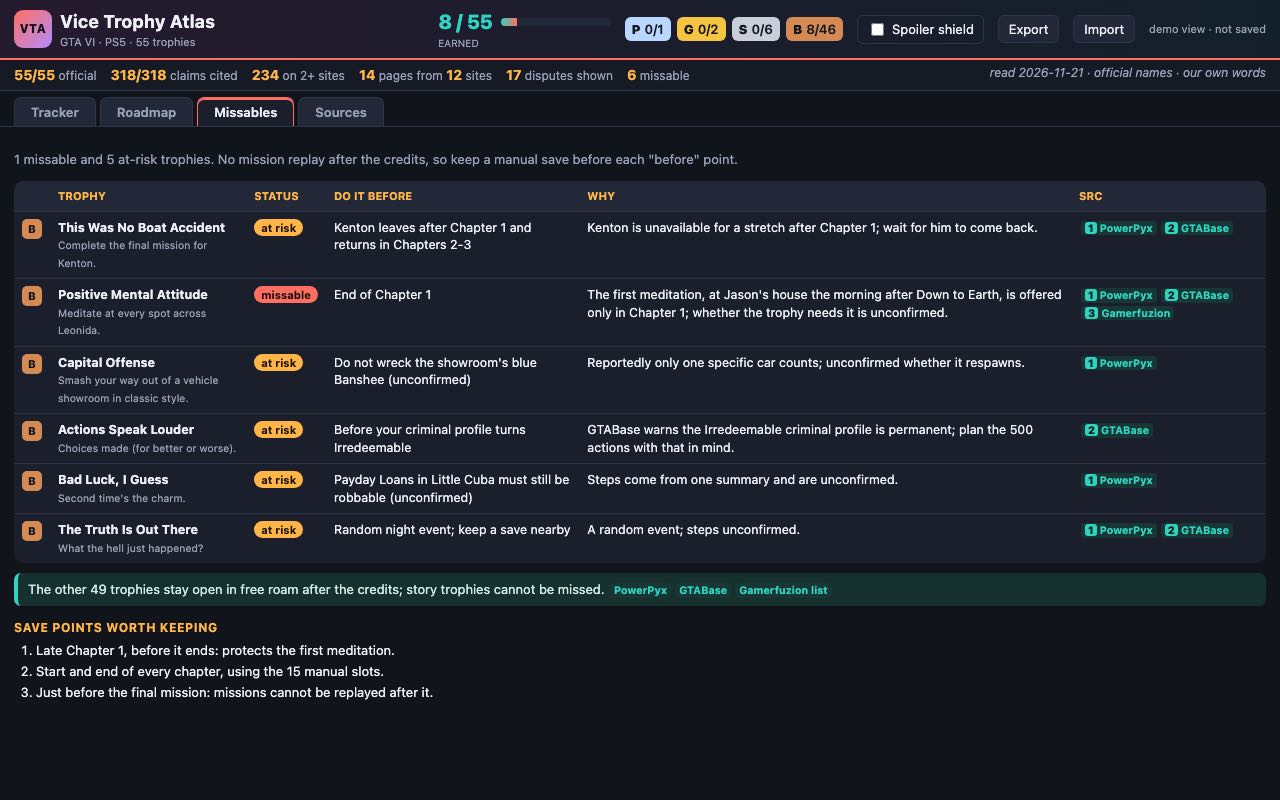 VTA
Vice Trophy Atlas
GTA VI · PS5 · 55 trophies
8 / 55
EARNED
P 0/1
G 0/2
S 0/6
B 8/46
Spoiler shield
Export
Import
demo view · not saved
55/55 official
318/318 claims cited
234 on 2+ sites
14 pages from 12 sites
17 disputes shown
6 missable
read 2026-11-21 · official names · our own words
Tracker
Roadmap
Missables
Sources
1 missable and 5 at-risk trophies. No mission replay after the credits, so keep a manual save before each "before" point.
TROPHY
STATUS
DO IT BEFORE
WHY
SRC
B
This Was No Boat Accident
Complete the final mission for
Kenton.
at risk
Kenton leaves after Chapter 1 and
returns in Chapters 2-3
Kenton is unavailable for a stretch after Chapter 1; wait for him to come back.
1 PowerPyx
2 GTABase
B
Positive Mental Attitude
Meditate at every spot across
Leonida.
missable
End of Chapter 1
The first meditation, at Jason's house the morning after Down to Earth, is offered
only in Chapter 1; whether the trophy needs it is unconfirmed.
1 PowerPyx
2 GTABase
3 Gamerfuzion
B
Capital Offense
Smash your way out of a vehicle
showroom in classic style.
at risk
Do not wreck the showroom's blue
Banshee (unconfirmed)
Reportedly only one specific car counts; unconfirmed whether it respawns.
1 PowerPyx
B
Actions Speak Louder
Choices made (for better or worse).
at risk
Before your criminal profile turns
Irredeemable
GTABase warns the Irredeemable criminal profile is permanent; plan the 500
actions with that in mind.
2 GTABase
B
Bad Luck, I Guess
Second time's the charm.
at risk
Payday Loans in Little Cuba must still be
robbable (unconfirmed)
Steps come from one summary and are unconfirmed.
1 PowerPyx
B
The Truth Is Out There
What the hell just happened?
at risk
Random night event; keep a save nearby
A random event; steps unconfirmed.
1 PowerPyx
2 GTABase
The other 49 trophies stay open in free roam after the credits; story trophies cannot be missed. PowerPyx GTABase Gamerfuzion list
SAVE POINTS WORTH KEEPING
1. Late Chapter 1, before it ends: protects the first meditation.
2. Start and end of every chapter, using the 15 manual slots.
3. Just before the final mission: missions cannot be replayed after it.